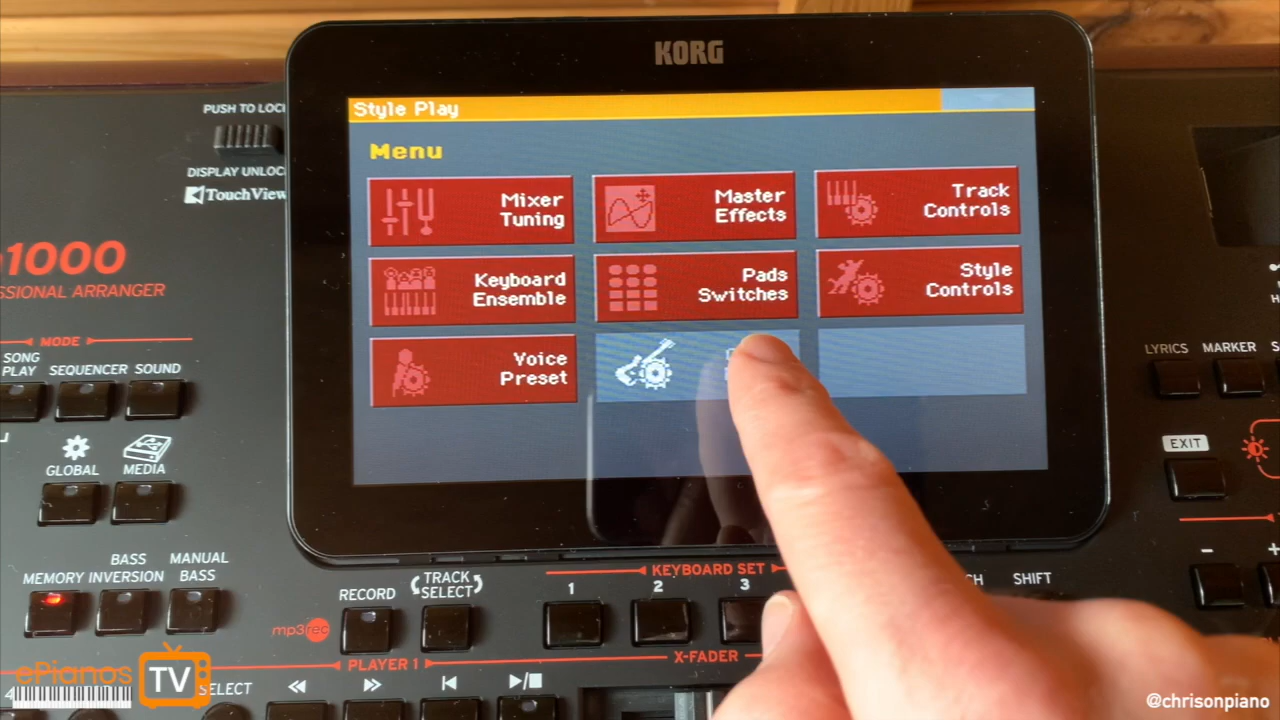 KORG
PUSH TO LOCK
DISPLAY UNLOC
TouchView
Style Play
Menu
Mixer
Tuning
Master
Effects
Track
Controls
Keyboard
Ensemble
Pads
Switches
Style
Controls
Voice
Preset
1000
SSIONAL ARRANGER
MODE
SONG
PLAY
SEQUENCER
SOUND
GLOBAL
MEDIA
LYRICS
MARKER
EXIT
MEMORY
BASS
INVERSION
MANUAL
BASS
RECORD
TRACK
SELECT
KEYBOARD SET
1
2
3
SHIFT
-
+
mp3rec
PLAYER 1
X-FADER
SELECT
ePianos
TV
@chrisonpiano